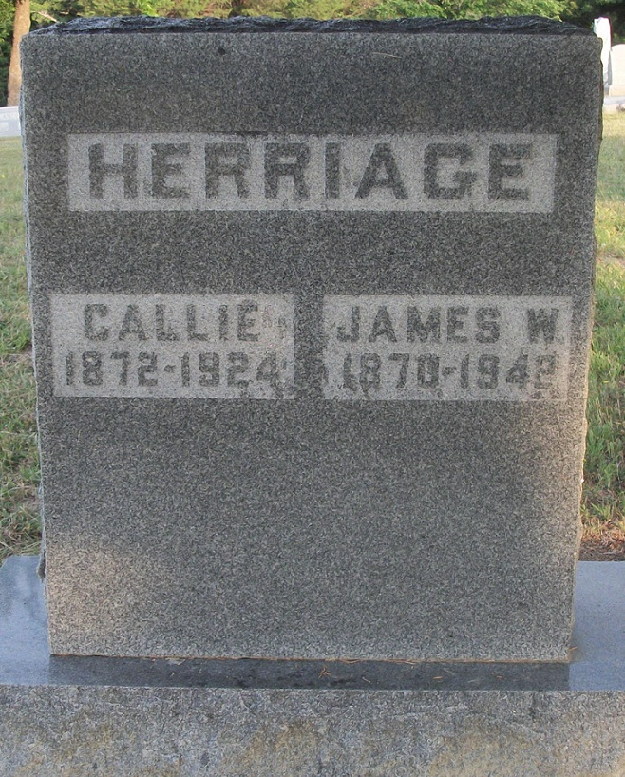 HERRIAGE
CALLIE
1872-1924
JAMES W.
1870-1942